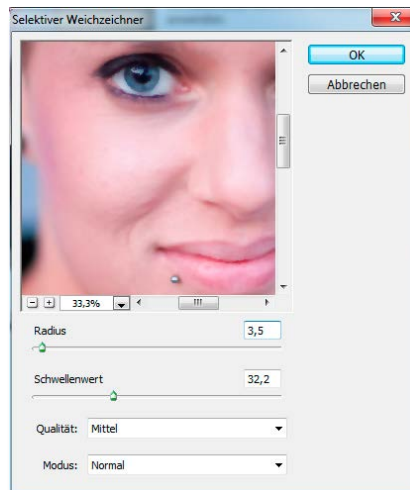 Selektiver Weichzeichner
OK
Abbrechen
33,3%
Radius
3,5
Schwellenwert
32,2
Qualität: Mittel
Modus: Normal